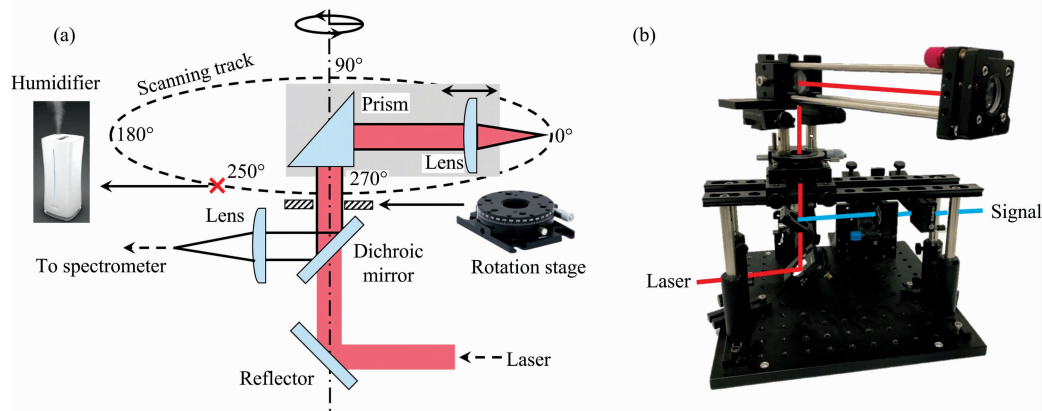 (a)
(b)
Humidifier
Scanning track
90°
Prism
180°
0°
Lens
250°
270°
Lens
To spectrometer
Dichroic
mirror
Rotation stage
Signal
Laser
Reflector
Laser